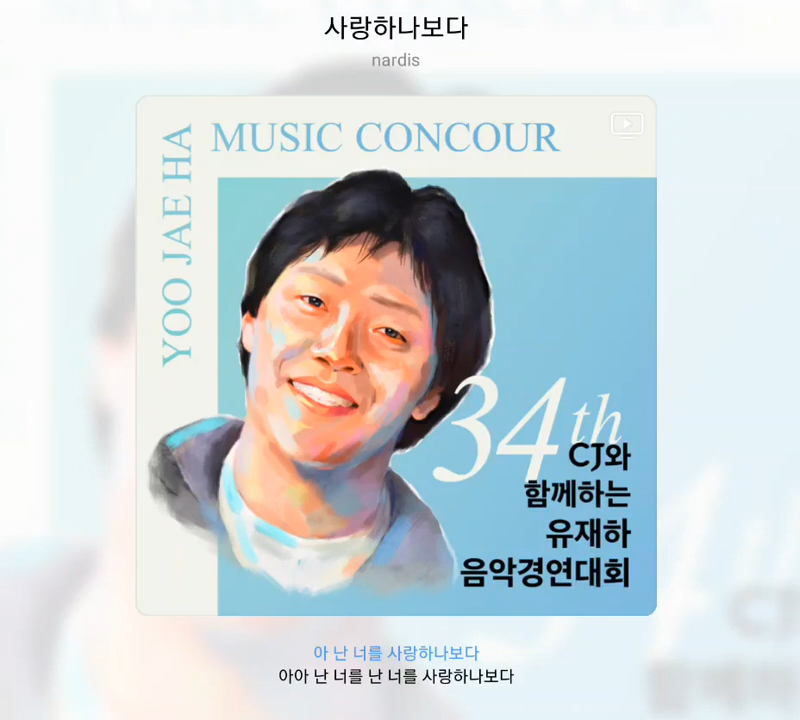 사랑하나보다
nardis
YOO JAE HA
MUSIC CONCOUR
34th
CJ와
함께하는
유재하
음악경연대회
아 난 너를 사랑하나보다
아아 난 너를 난 너를 사랑하나보다